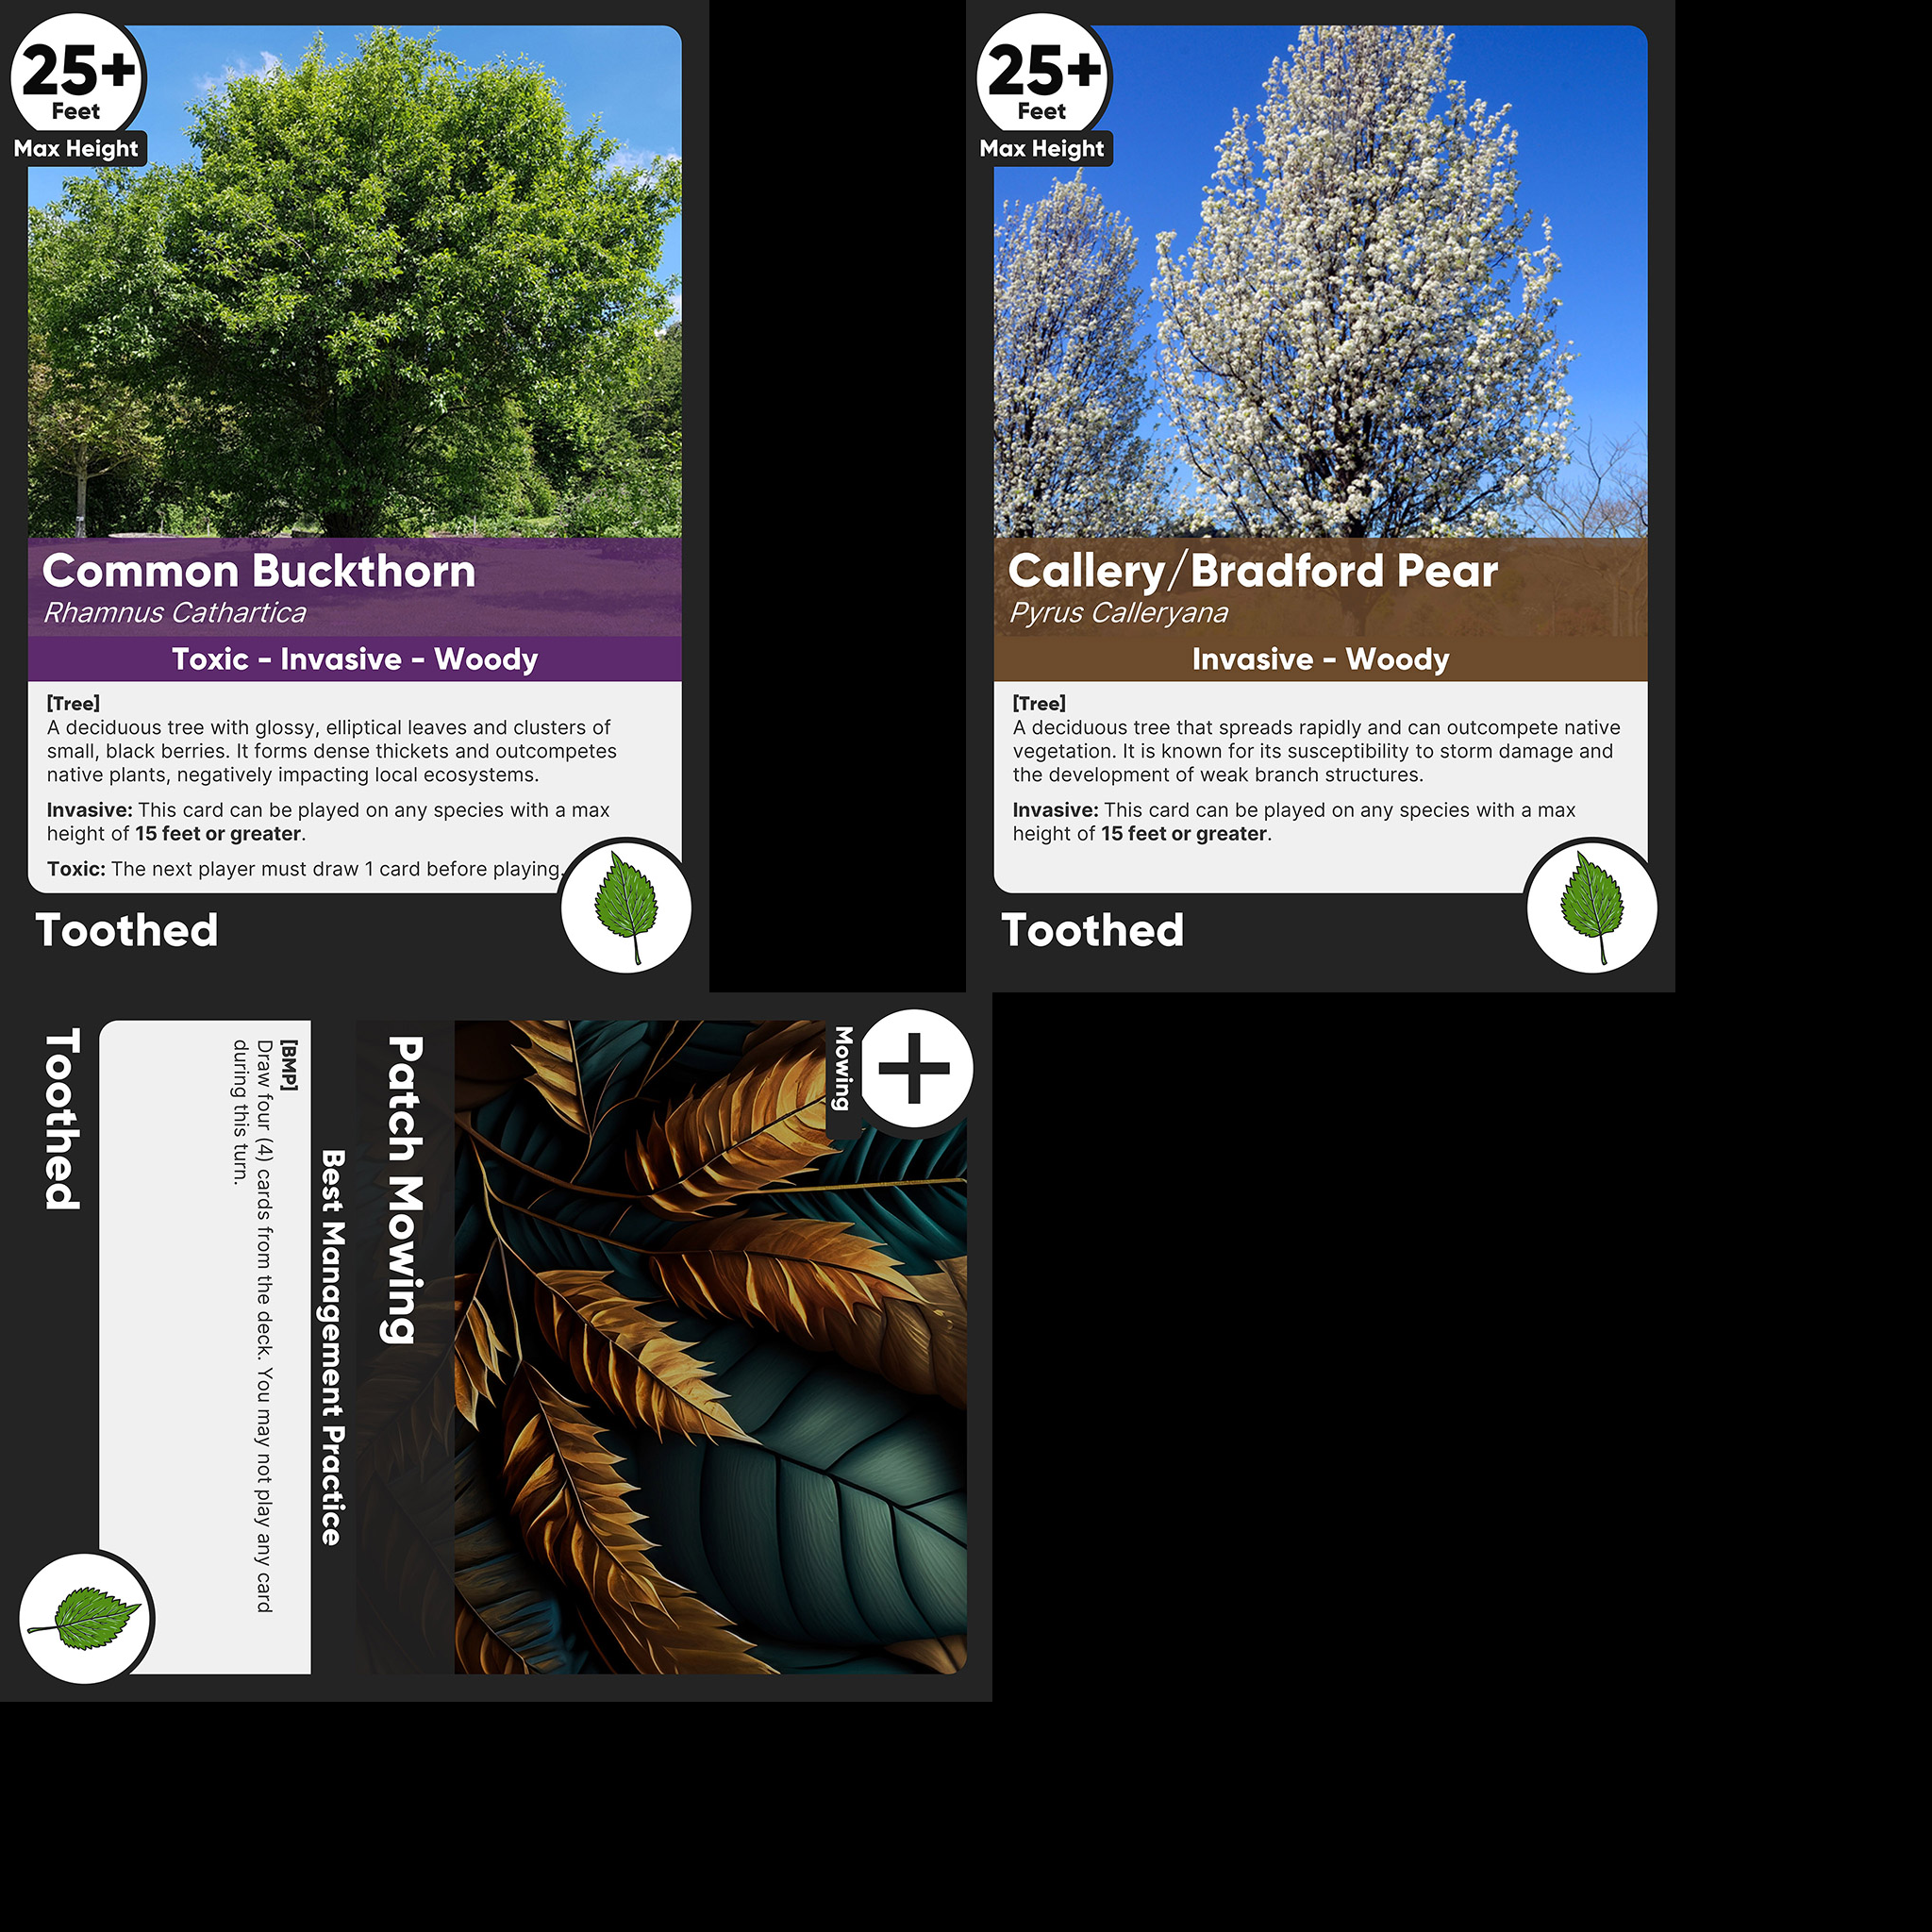 25+
Feet
Max Height
Common Buckthorn
Rhamnus Cathartica
Toxic - Invasive - Woody
[Tree]
A deciduous tree with glossy, elliptical leaves and clusters of
small, black berries. It forms dense thickets and outcompetes
native plants, negatively impacting local ecosystems.
Invasive: This card can be played on any species with a max
height of 15 feet or greater.
Toxic: The next player must draw 1 card before playing.
Toothed
25+
Feet
Max Height
Callery/Bradford Pear
Pyrus Calleryana
Invasive - Woody
[Tree]
A deciduous tree that spreads rapidly and can outcompete native
vegetation. It is known for its susceptibility to storm damage and
the development of weak branch structures.
Invasive: This card can be played on any species with a max
height of 15 feet or greater.
Toothed
+
Mowing
Patch Mowing
Best Management Practice
[BMP]
Draw four (4) cards from the deck. You may not play any card
during this turn.
Toothed